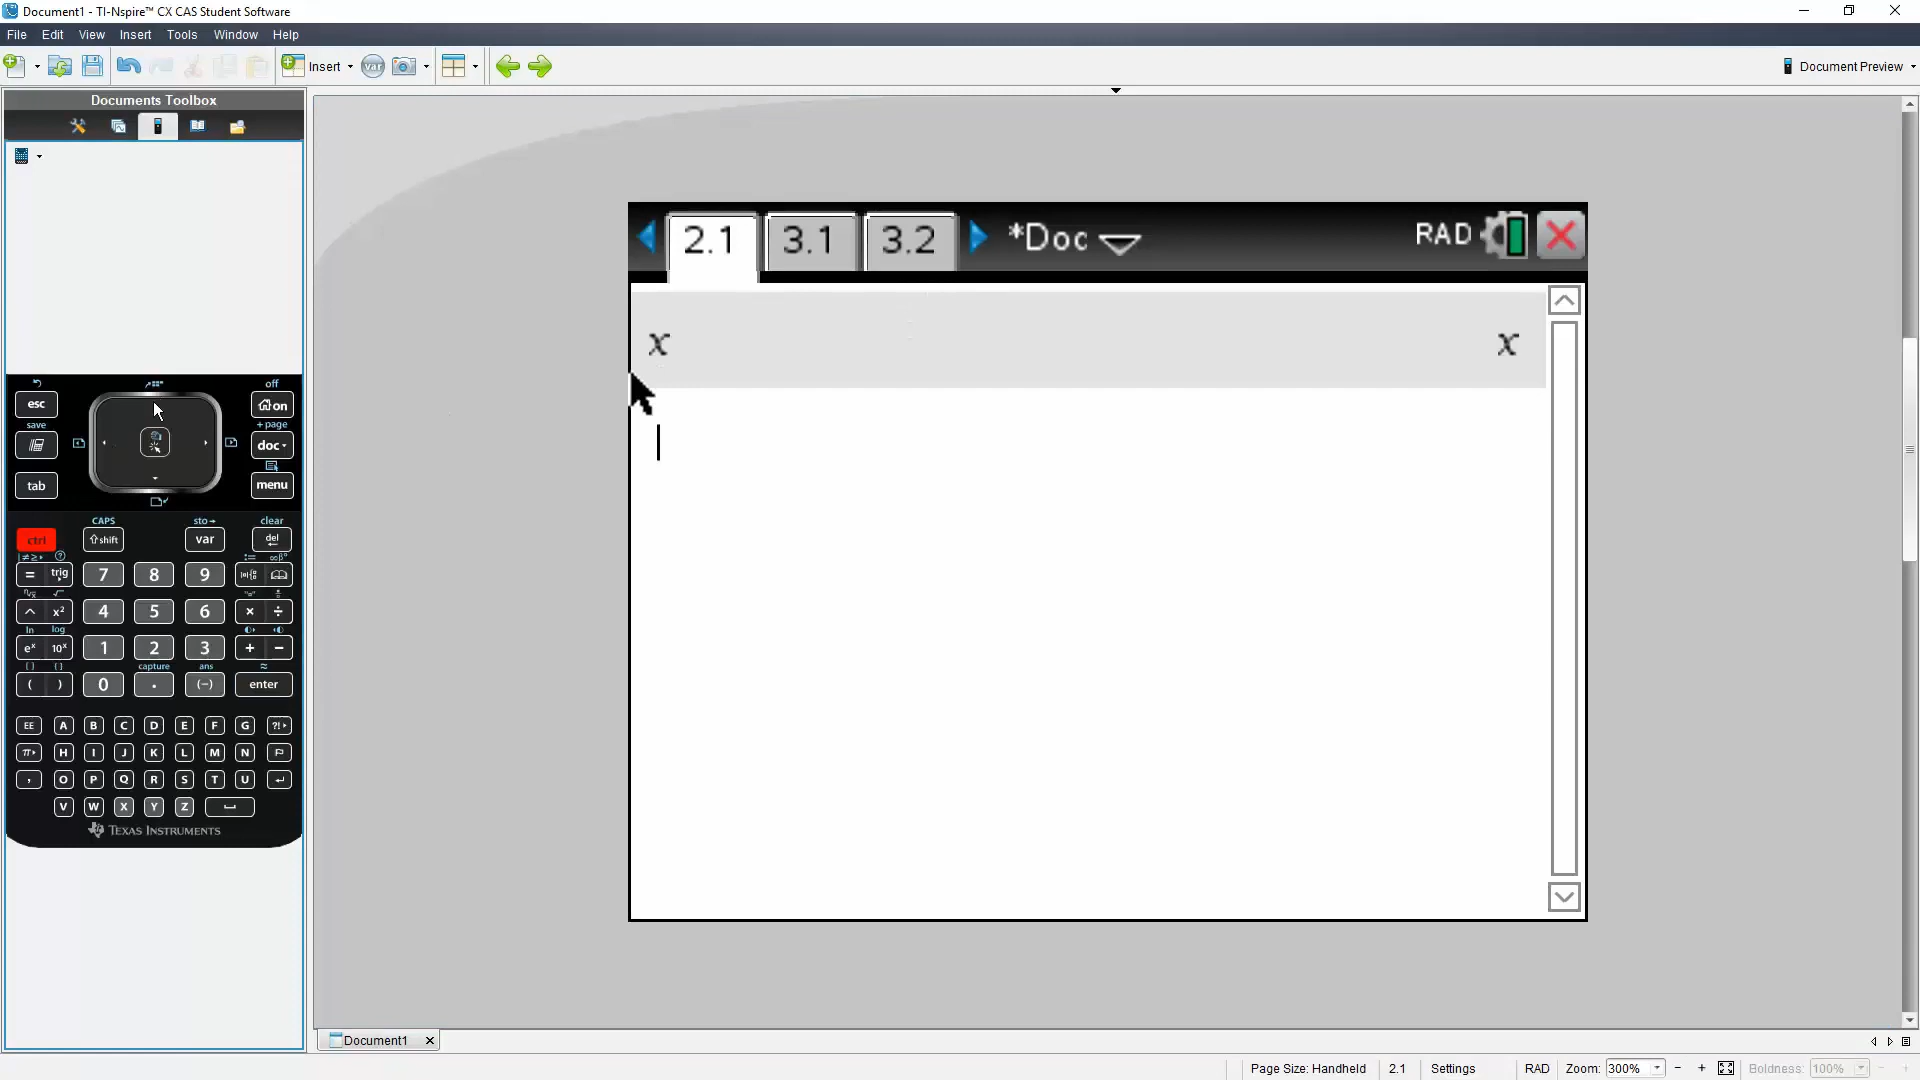 Document1 - TI-Nspire™ CX CAS Student Software
File Edit View Insert Tools Window Help
Insert var Document Preview
Documents Toolbox
2.1 3.1 3.2 *Doc RAD
x x
off
esc on
save + page
doc
tab menu
CAPS sto→ clear
ctrl shift var del
= trig 7 8 9
^ x² 4 5 6 × ÷
ln log
eˣ 10ˣ 1 2 3 + −
{ } capture ans ≈
( ) 0 . (−) enter
EE A B C D E F G ?!
π H I J K L M N
, O P Q R S T U
V W X Y Z
TEXAS INSTRUMENTS
Document1
Page Size: Handheld 2.1 Settings RAD Zoom: 300% - + Boldness: 100% - +